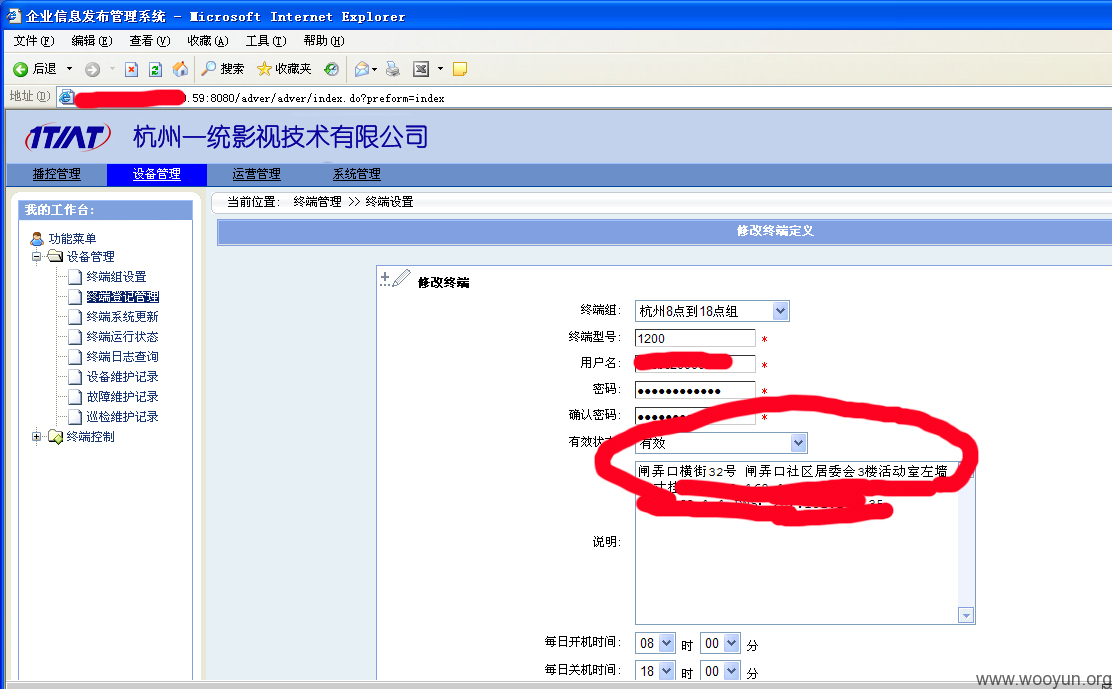 企业信息发布管理系统 - Microsoft Internet Explorer
文件(F) 编辑(E) 查看(V) 收藏(A) 工具(T) 帮助(H)
后退 搜索 收藏夹
地址(D) .59:8080/adver/adver/index.do?preform=index
1TIAT 杭州一统影视技术有限公司
播控管理 设备管理 运营管理 系统管理
我的工作台: 当前位置: 终端管理 >> 终端设置
修改终端定义
功能菜单
设备管理
终端组设置
终端登记管理
终端系统更新
终端运行状态
终端日志查询
设备维护记录
故障维护记录
巡检维护记录
终端控制
修改终端
终端组: 杭州8点到18点组
终端型号: 1200 *
用户名: *
密码: ●●●●●●●●●●●● *
确认密码: *
有效状 有效
闸弄口横街32号 闸弄口社区居委会3楼活动室左墙
说明:
每日开机时间: 08 时 00 分
每日关机时间: 18 时 00 分
www.wooyun.org